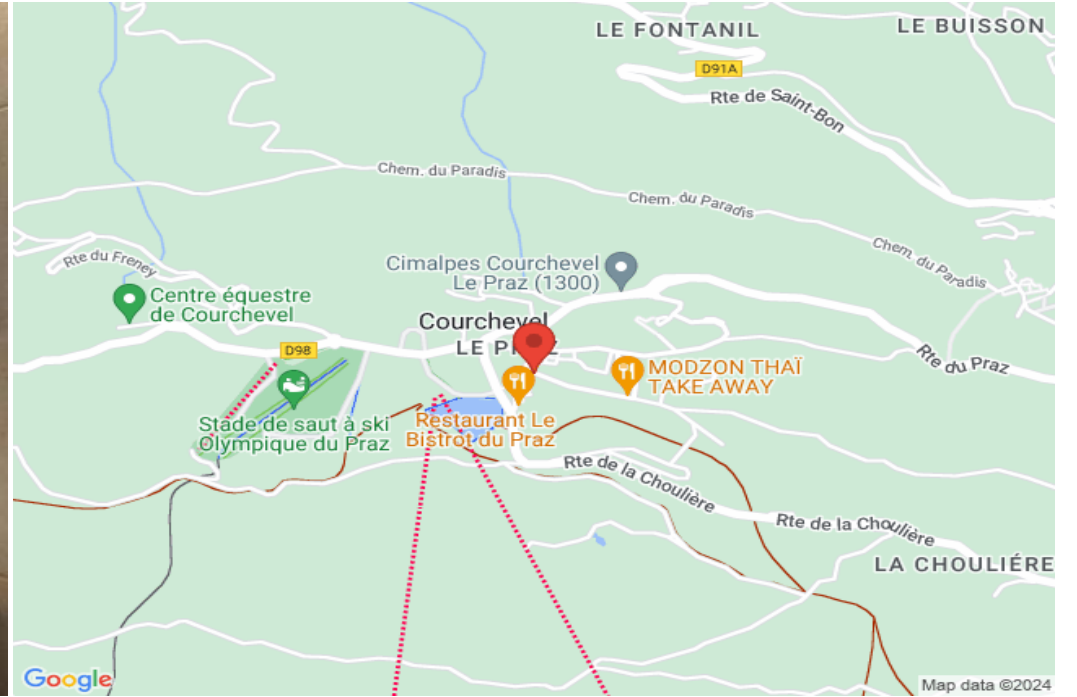 LE FONTANIL
LE BUISSON
D91A
Rte de Saint-Bon
Chem. du Paradis
Chem. du Paradis
Chem. du Paradis
Rte du Freney
Cimalpes Courchevel
Le Praz (1300)
Centre équestre
de Courchevel
Courchevel
D98
MODZON THAÏ
TAKE AWAY
Rte du Praz
Stade de saut à ski
Olympique du Praz
Restaurant Le
Bistrot du Praz
Rte de la Choulière
Rte de la Choulière
LA CHOULIÉRE
Google
Map data ©2024